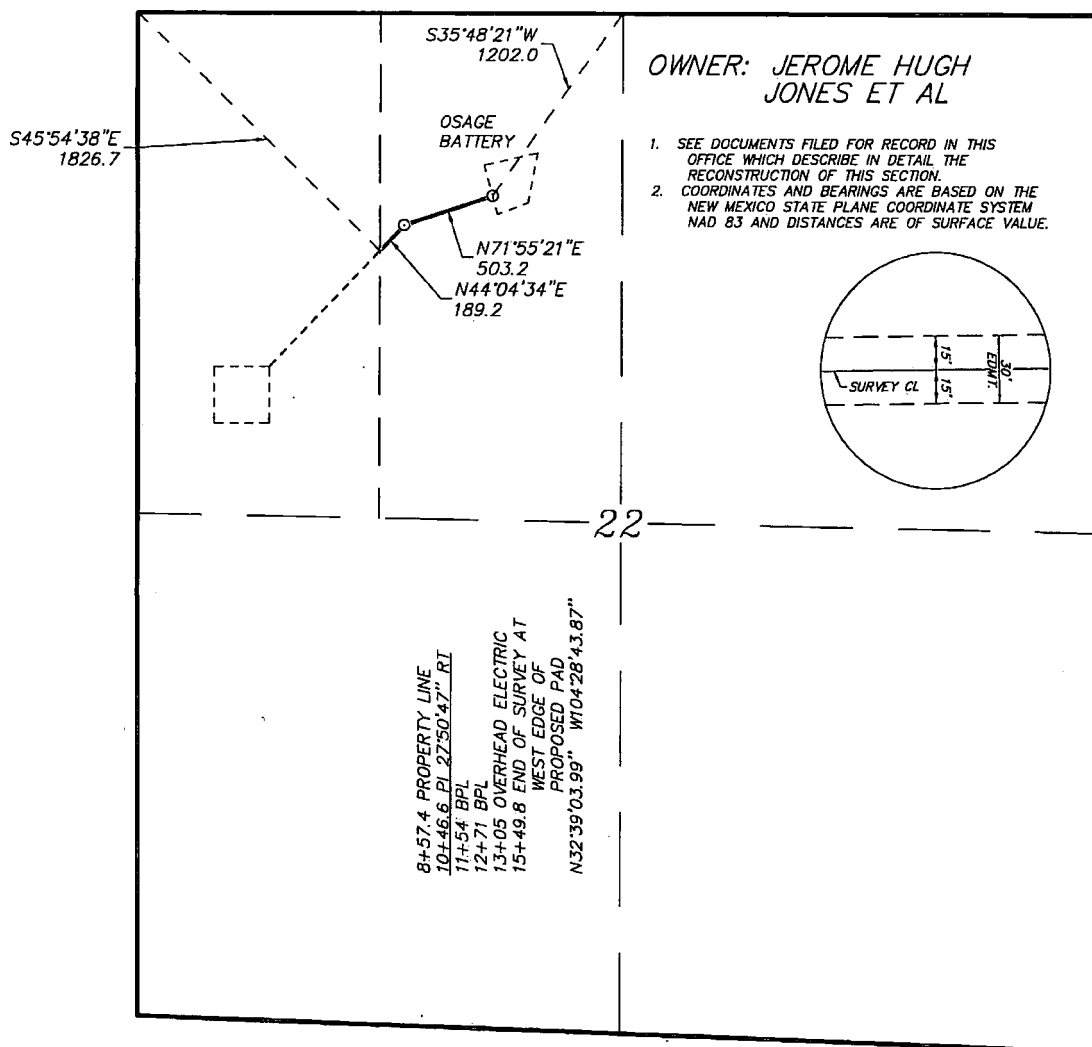 S35°48'21"W
1202.0
OWNER: JEROME HUGH
JONES ET AL
S45°54'38"E
1826.7
OSAGE
BATTERY
1. SEE DOCUMENTS FILED FOR RECORD IN THIS
OFFICE WHICH DESCRIBE IN DETAIL THE
RECONSTRUCTION OF THIS SECTION.
2. COORDINATES AND BEARINGS ARE BASED ON THE
NEW MEXICO STATE PLANE COORDINATE SYSTEM
NAD 83 AND DISTANCES ARE OF SURFACE VALUE.
N71°55'21"E
503.2
N44°04'34"E
189.2
15'
15'
30'
EDMT.
SURVEY CL
22
8+57.4 PROPERTY LINE
10+46.6 PI 27°50'47" RT
11+54 BPL
12+71 BPL
13+05 OVERHEAD ELECTRIC
15+49.8 END OF SURVEY AT
WEST EDGE OF
PROPOSED PAD
N32°39'03.99" W104°28'43.87"